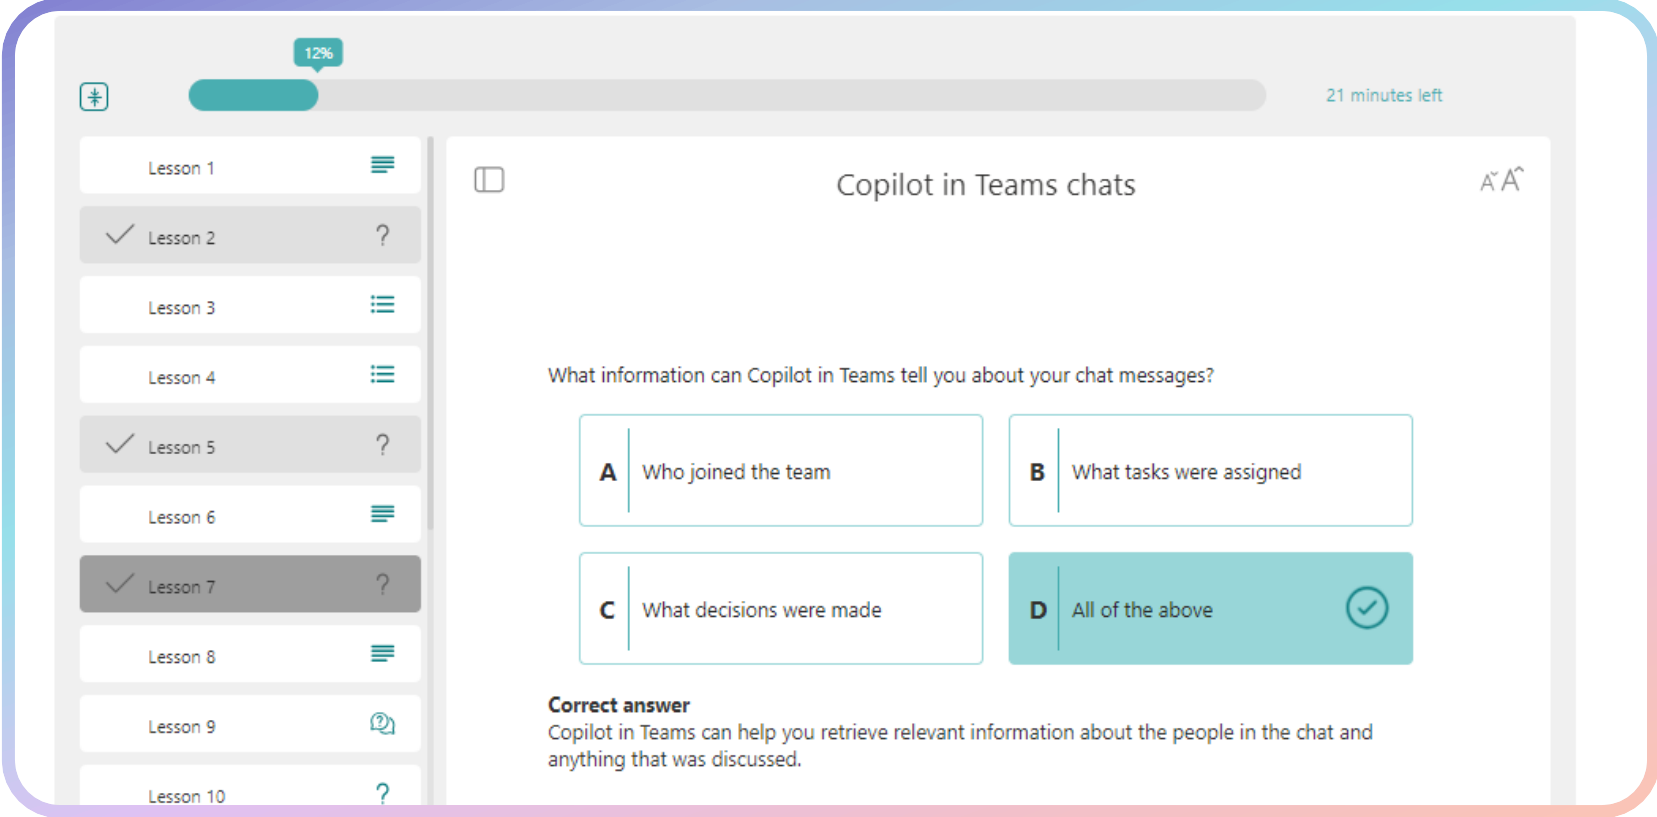 12%
21 minutes left
Lesson 1
Lesson 2
?
Lesson 3
Lesson 4
Lesson 5
?
Lesson 6
Lesson 7
?
Lesson 8
Lesson 9
?
Lesson 10
?
Copilot in Teams chats
A A
What information can Copilot in Teams tell you about your chat messages?
A Who joined the team
B What tasks were assigned
C What decisions were made
D All of the above
Correct answer
Copilot in Teams can help you retrieve relevant information about the people in the chat and
anything that was discussed.